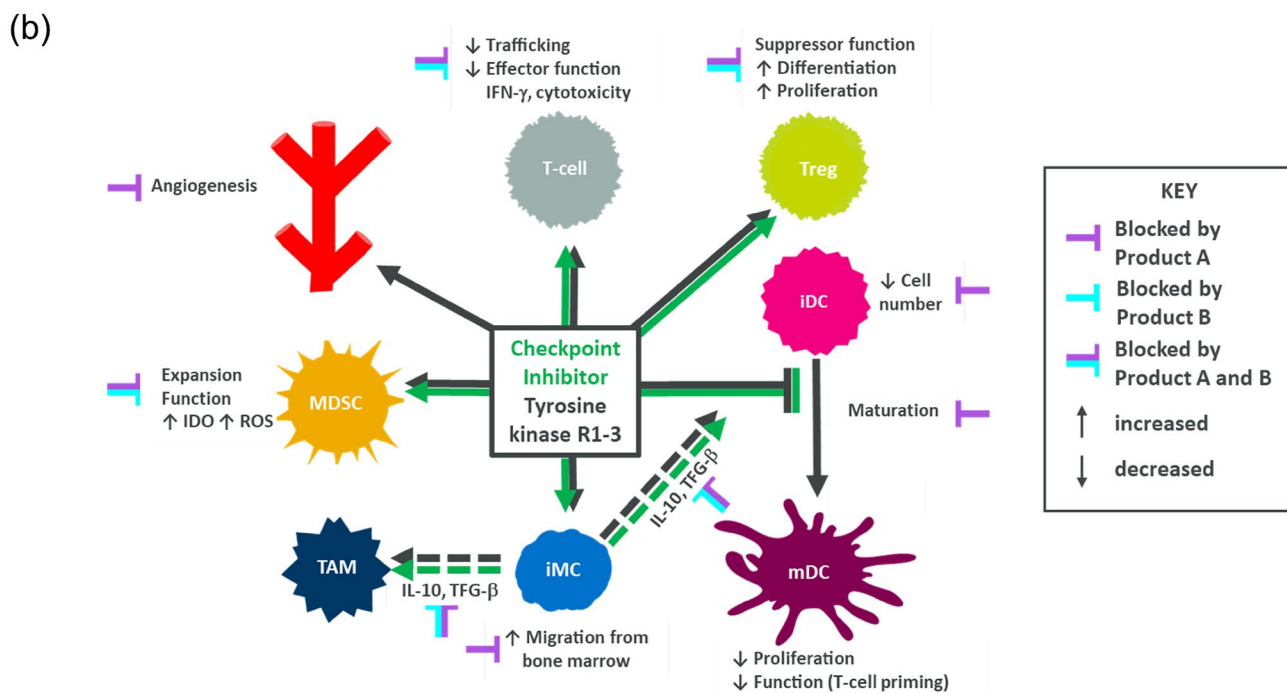 (b)
↓ Trafficking
↓ Effector function
IFN-γ, cytotoxicity
Suppressor function
↑ Differentiation
↑ Proliferation
T-cell
Treg
Angiogenesis
KEY
Blocked by
Product A
Blocked by
Product B
Blocked by
Product A and B
increased
decreased
iDC
↓ Cell
number
Checkpoint
Inhibitor
Tyrosine
kinase R1-3
Expansion
Function
↑ IDO ↑ ROS
MDSC
Maturation
IL-10, TFG-β
TAM
iMC
mDC
IL-10, TFG-β
↑ Migration from
bone marrow
↓ Proliferation
↓ Function (T-cell priming)